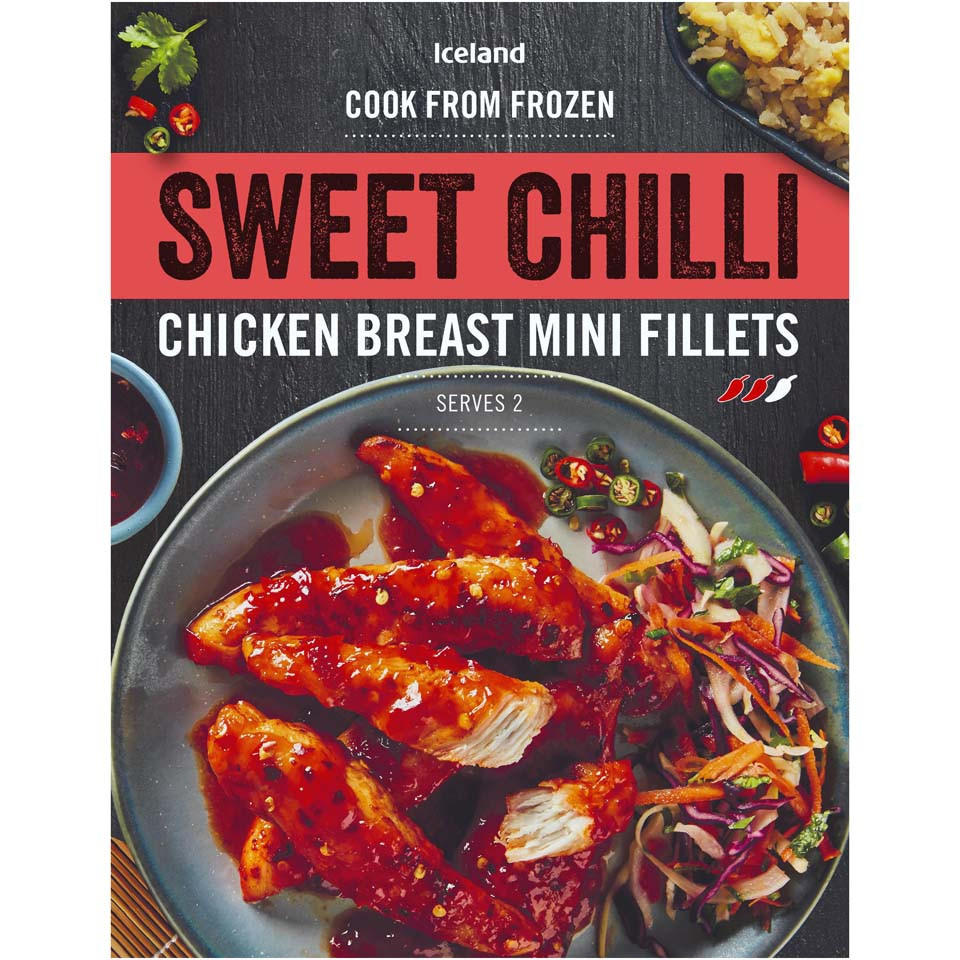 Iceland
COOK FROM FROZEN
SWEET CHILLI
CHICKEN BREAST MINI FILLETS
SERVES 2